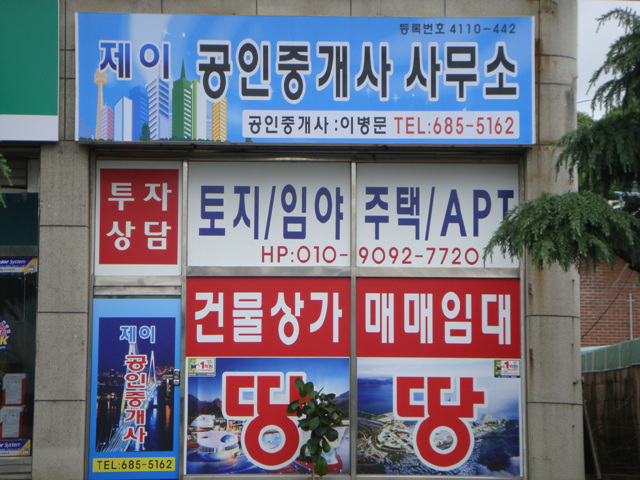 등록번호 4110-442
제이 공인중개사 사무소
공인중개사 : 이병문 TEL:685-5162
투자
상담
토지/임야 주택/APT
HP:010-9092-7720
건물상가 매매임대
제이
공인중개사
TEL:685-5162
땅 땅